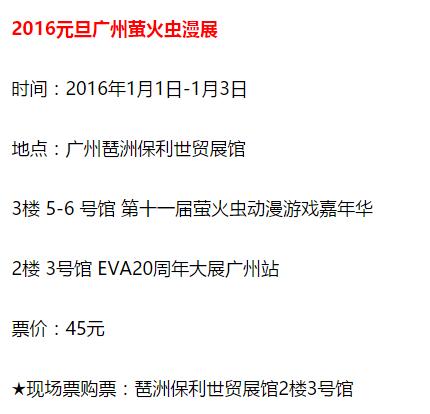 2016元旦广州萤火虫漫展
时间：2016年1月1日-1月3日
地点：广州琶洲保利世贸展馆
3楼 5-6 号馆 第十一届萤火虫动漫游戏嘉年华
2楼 3号馆 EVA20周年大展广州站
票价：45元
★现场票购票：琶洲保利世贸展馆2楼3号馆